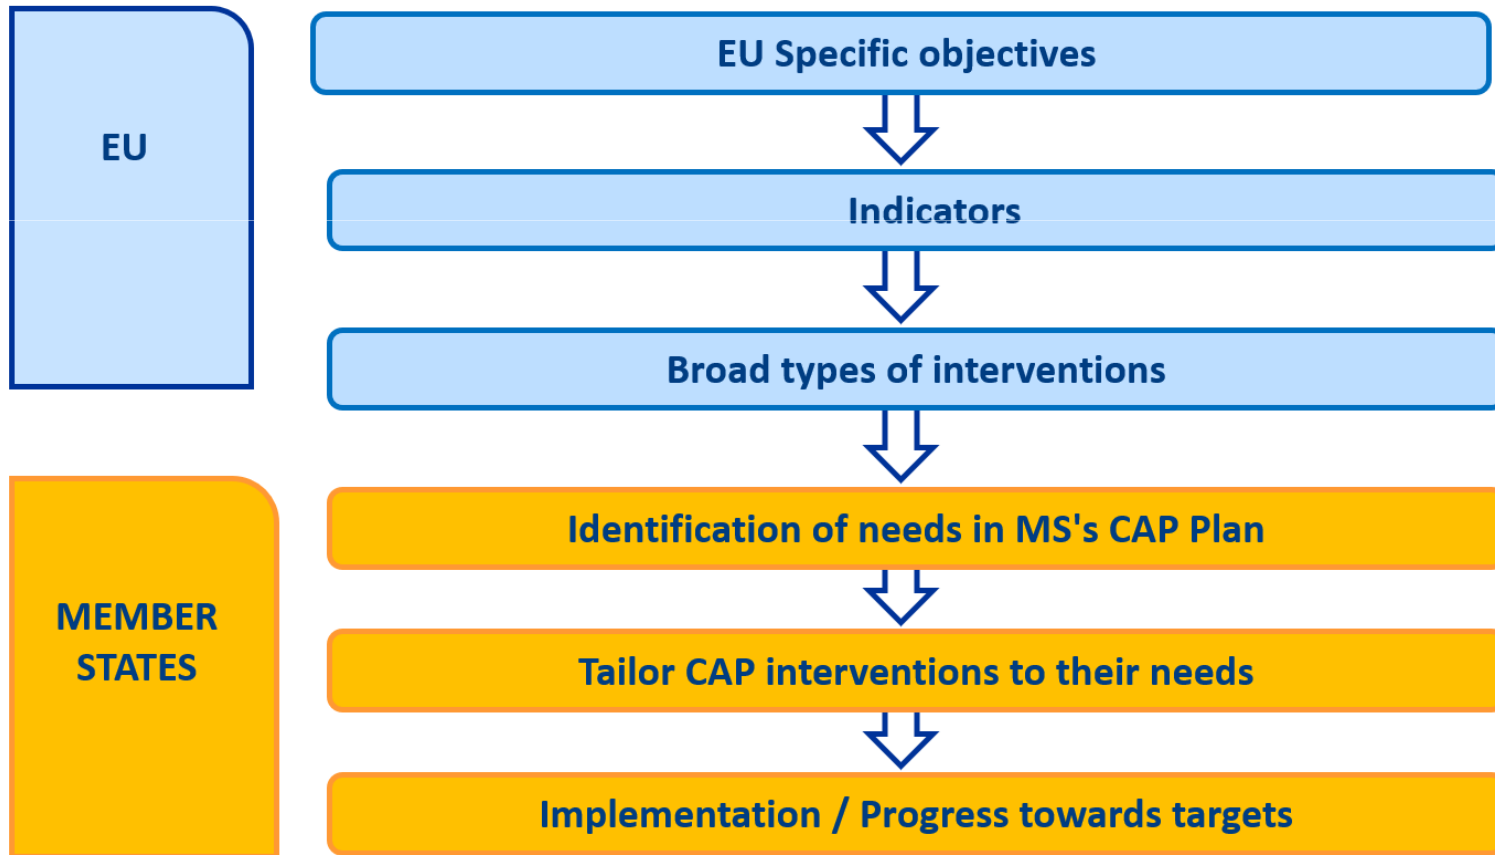 EU
EU Specific objectives
Indicators
Broad types of interventions
MEMBER
STATES
Identification of needs in MS's CAP Plan
Tailor CAP interventions to their needs
Implementation / Progress towards targets